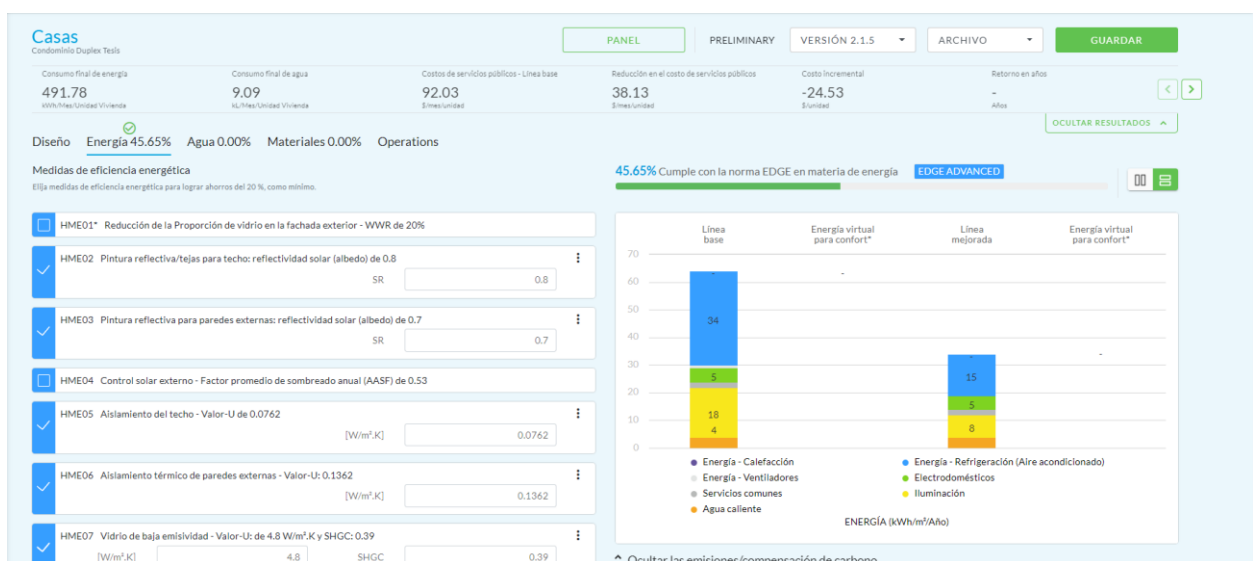 Casas
Condominio Duplex Tesis
PANEL
PRELIMINARY
VERSIÓN 2.1.5
ARCHIVO
GUARDAR
Consumo final de energía
491.78
kWh/Mes/Unidad Vivienda
Consumo final de agua
9.09
kL/Mes/Unidad Vivienda
Costos de servicios públicos - Línea base
92.03
$/mes/unidad
Reducción en el costo de servicios públicos
38.13
$/mes/unidad
Costo incremental
-24.53
$/unidad
Retorno en años
-
Años
< >
OCULTAR RESULTADOS
Diseño Energía 45.65% Agua 0.00% Materiales 0.00% Operations
Medidas de eficiencia energética
Elija medidas de eficiencia energética para lograr ahorros del 20 %, como mínimo.
HME01* Reducción de la Proporción de vidrio en la fachada exterior - WWR de 20%
HME02 Pintura reflectiva/tejas para techo: reflectividad solar (albedo) de 0.8
SR 0.8
HME03 Pintura reflectiva para paredes externas: reflectividad solar (albedo) de 0.7
SR 0.7
HME04 Control solar externo - Factor promedio de sombreado anual (AASF) de 0.53
HME05 Aislamiento del techo - Valor-U de 0.0762
[W/m².K] 0.0762
HME06 Aislamiento térmico de paredes externas - Valor-U: 0.1362
[W/m².K] 0.1362
HME07 Vidrio de baja emisividad - Valor-U: de 4.8 W/m².K y SHGC: 0.39
[W/m².K] 4.8 SHGC 0.39
45.65% Cumple con la norma EDGE en materia de energía EDGE ADVANCED
Línea base
Energía virtual para confort*
Línea mejorada
Energía virtual para confort*
70
60
50
40
30
20
10
0
-
34
5
18
4
-
-
15
5
8
-
Energía - Calefacción
Energía - Refrigeración (Aire acondicionado)
Energía - Ventiladores
Electrodomésticos
Servicios comunes
Iluminación
Agua caliente
ENERGÍA (kWh/m²/Año)
Ocultar las emisiones/compensación de carbono